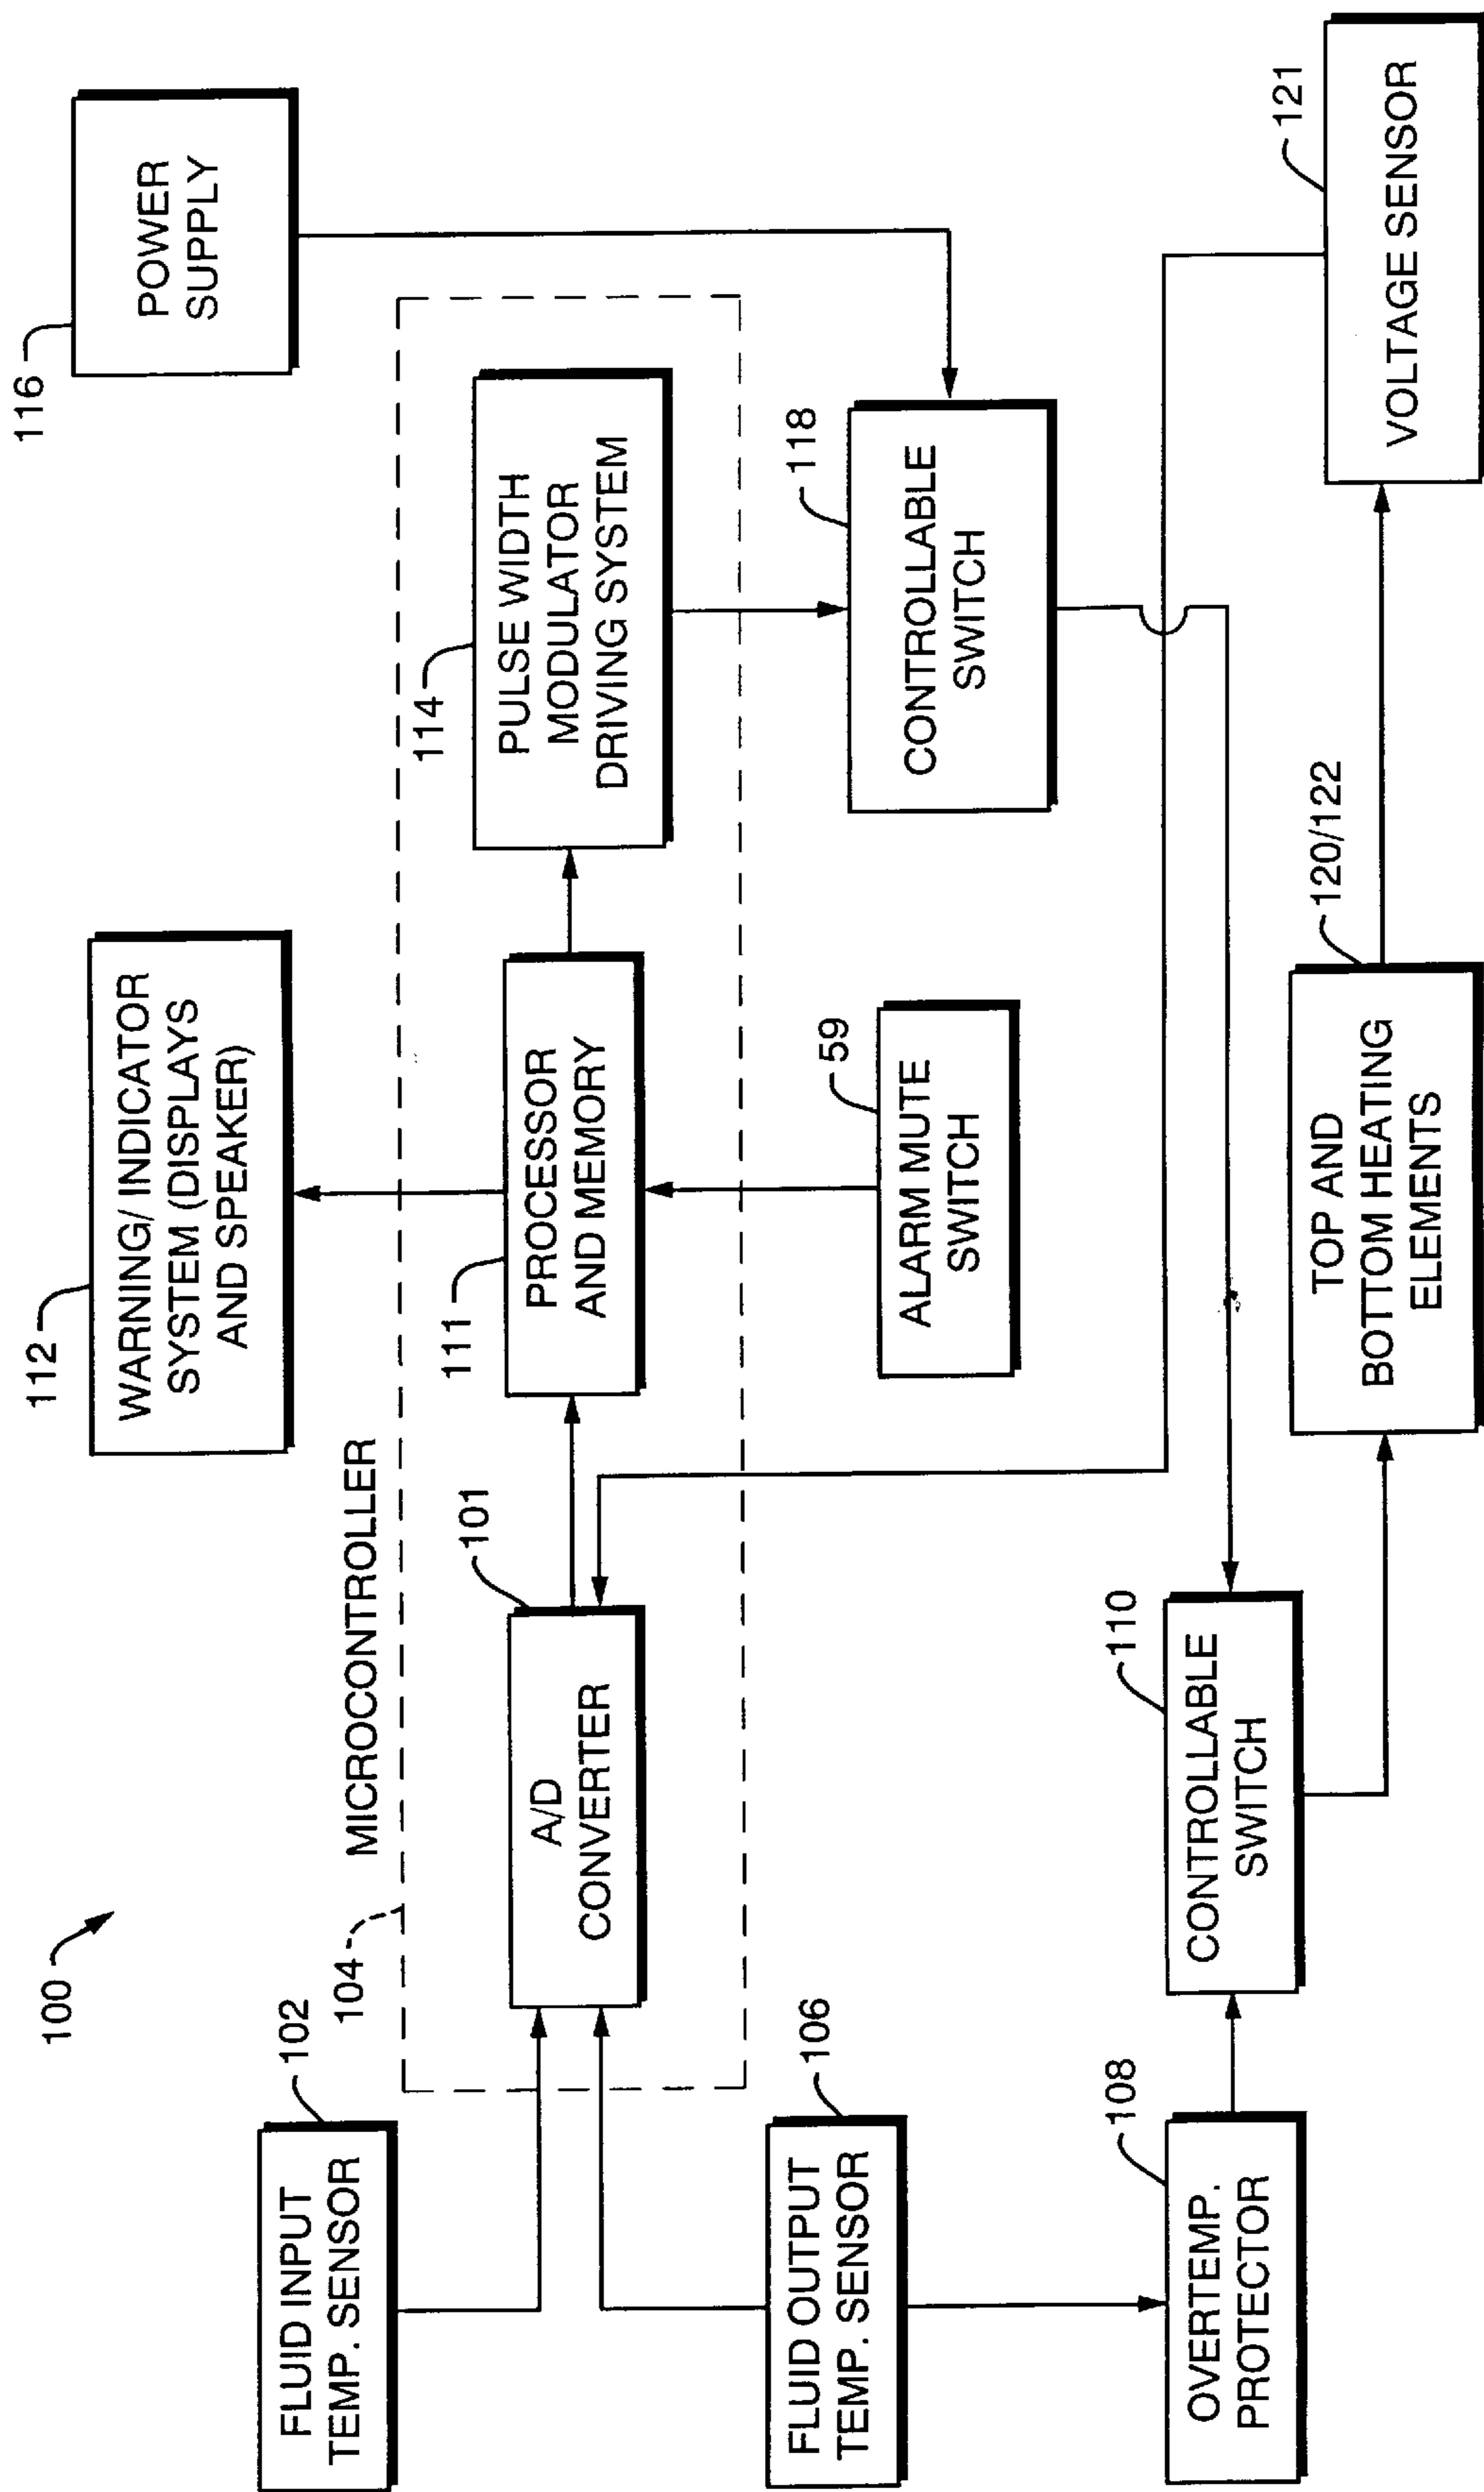 100
112
WARNING/ INDICATOR
SYSTEM (DISPLAYS
AND SPEAKER)
116
POWER
SUPPLY
104
MICROCONTROLLER
102
FLUID INPUT
TEMP. SENSOR
101
A/D
CONVERTER
111
PROCESSOR
AND MEMORY
114
PULSE WIDTH
MODULATOR
DRIVING SYSTEM
106
FLUID OUTPUT
TEMP. SENSOR
59
ALARM MUTE
SWITCH
118
CONTROLLABLE
SWITCH
108
OVERTEMP.
PROTECTOR
110
CONTROLLABLE
SWITCH
120/122
TOP AND
BOTTOM HEATING
ELEMENTS
121
VOLTAGE SENSOR